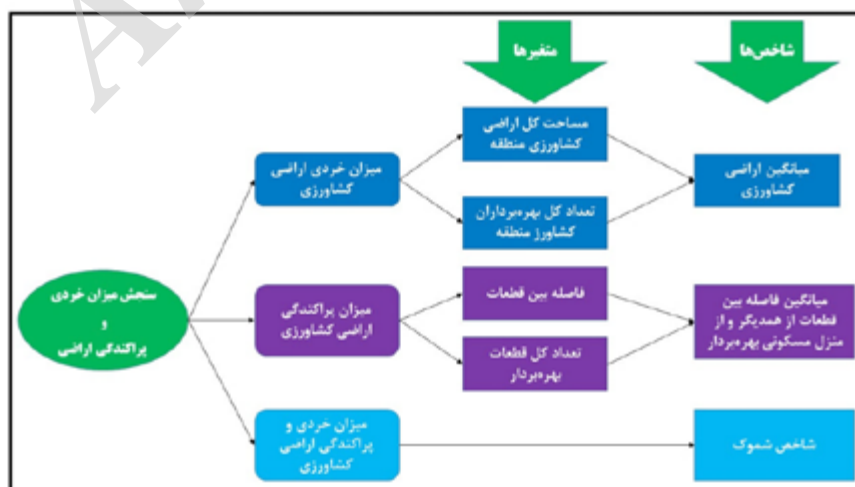 شاخص‌ها
متغیرها
سنجش میزان خردی
و
پراکندگی اراضی
میزان خردی اراضی
کشاورزی
مساحت کل اراضی
کشاورزی منطقه
تعداد کل بهره‌برداران
کشاورز منطقه
میانگین اراضی
کشاورزی
میزان پراکندگی
اراضی کشاورزی
فاصله بین قطعات
تعداد کل قطعات
بهره‌بردار
میانگین فاصله بین
قطعات از همدیگر و از
منزل مسکونی بهره‌بردار
میزان خردی و
پراکندگی اراضی
کشاورزی
شاخص شموک